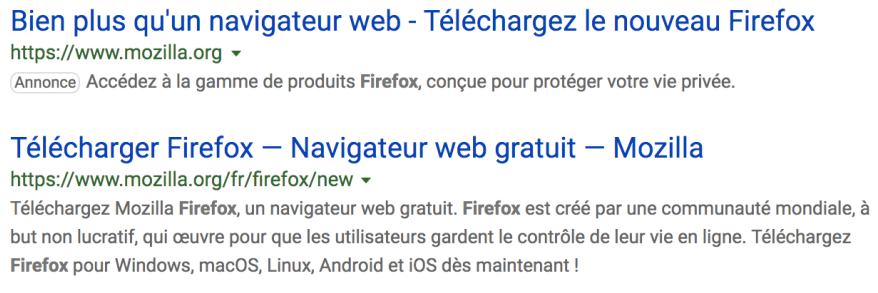 Bien plus qu'un navigateur web - Téléchargez le nouveau Firefox
https://www.mozilla.org
Annonce Accédez à la gamme de produits Firefox, conçue pour protéger votre vie privée.
Télécharger Firefox — Navigateur web gratuit — Mozilla
https://www.mozilla.org/fr/firefox/new
Téléchargez Mozilla Firefox, un navigateur web gratuit. Firefox est créé par une communauté mondiale, à
but non lucratif, qui œuvre pour que les utilisateurs gardent le contrôle de leur vie en ligne. Téléchargez
Firefox pour Windows, macOS, Linux, Android et iOS dès maintenant !